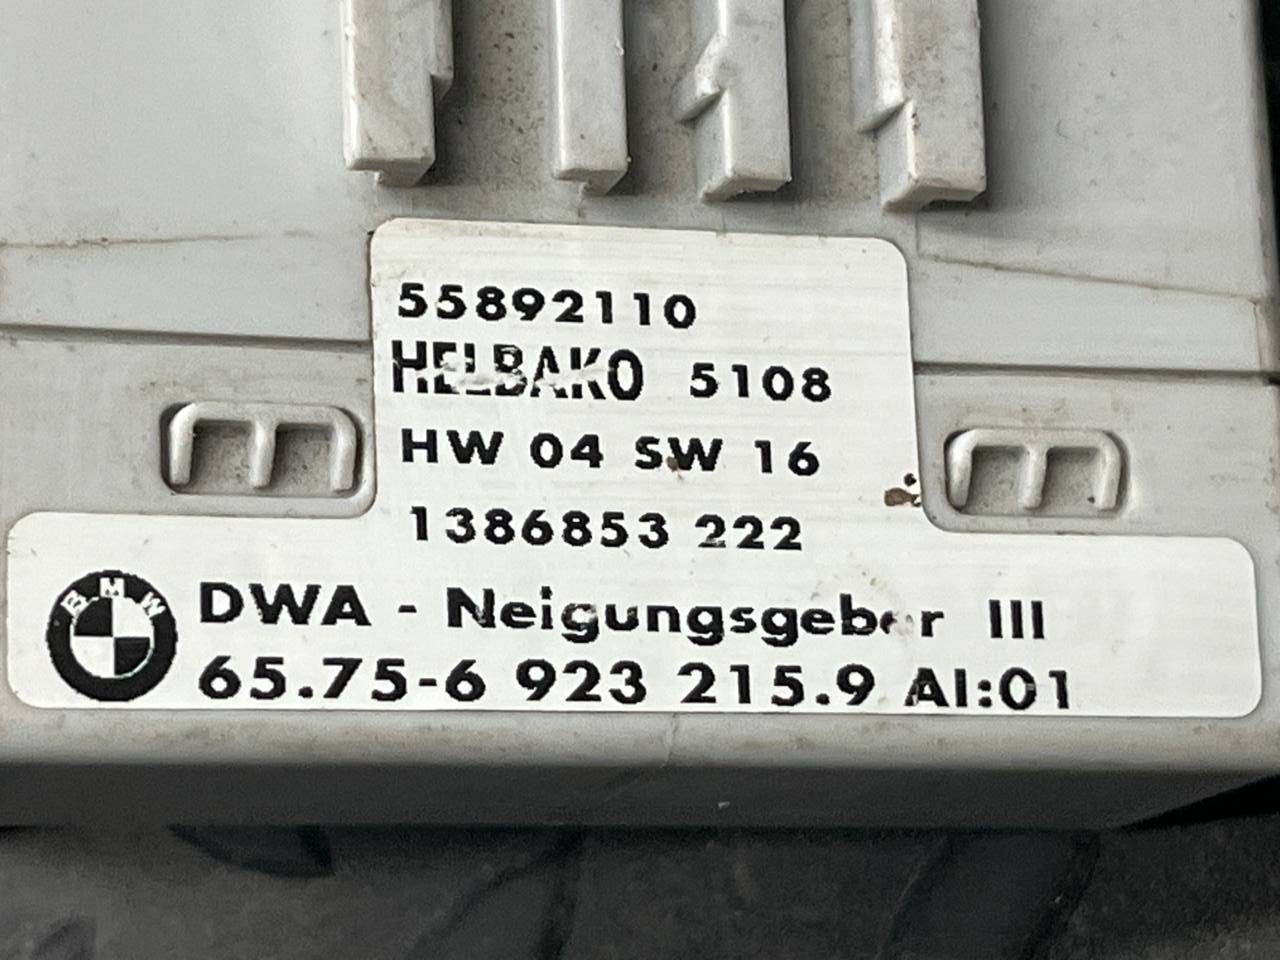 55892110
HELBAKO 5108
HW 04 SW 16
1386853 222
BMW
DWA - Neigungsgeber III
65.75-6 923 215.9 AI:01